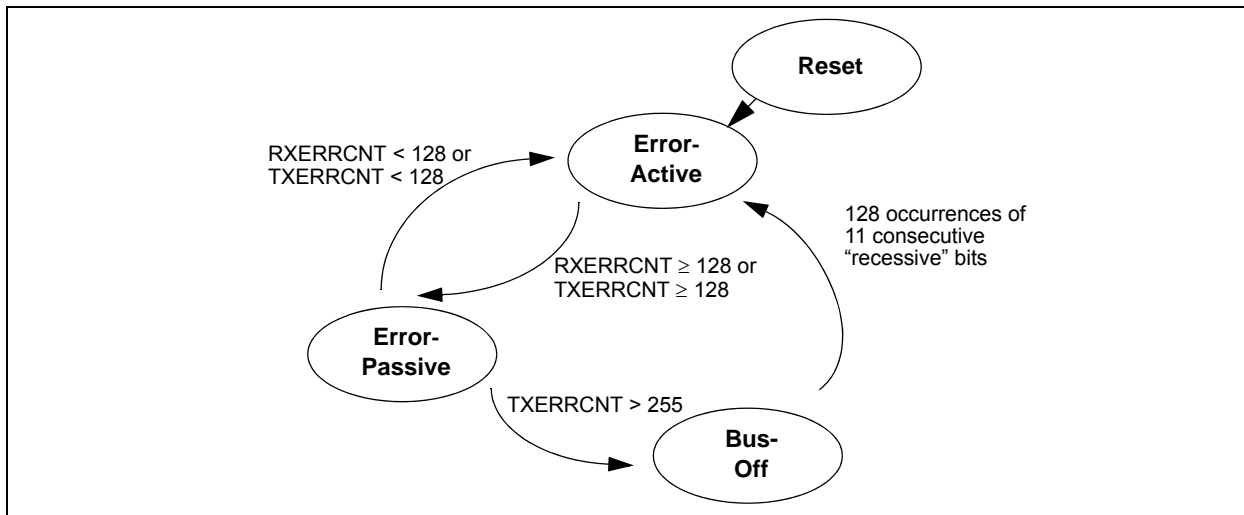 Reset
Error-
Active
RXERRCNT < 128 or
TXERRCNT < 128
128 occurrences of
11 consecutive
“recessive” bits
RXERRCNT ≥ 128 or
TXERRCNT ≥ 128
Error-
Passive
TXERRCNT > 255
Bus-
Off